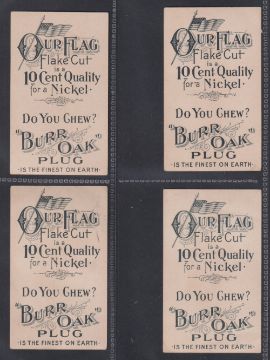 OUR FLAG
Flake Cut
is a
10 Cent Quality
for a Nickel.
DO YOU CHEW?
"BURR
OAK"
PLUG
IS THE FINEST ON EARTH
OUR FLAG
Flake Cut
is a
10 Cent Quality
for a Nickel.
DO YOU CHEW?
"BURR
OAK"
PLUG
IS THE FINEST ON EARTH
OUR FLAG
Flake Cut
is a
10 Cent Quality
for a Nickel.
DO YOU CHEW?
"BURR
OAK"
PLUG
IS THE FINEST ON EARTH
OUR FLAG
Flake Cut
is a
10 Cent Quality
for a Nickel.
DO YOU CHEW?
"BURR
OAK"
PLUG
IS THE FINEST ON EARTH